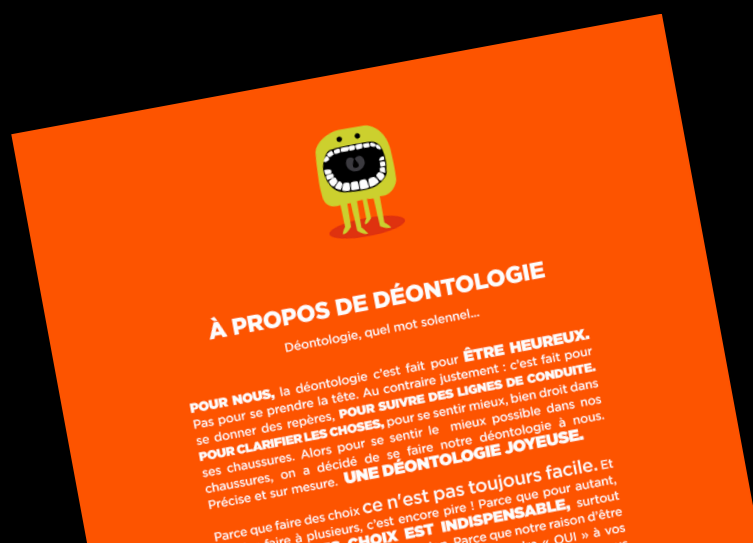 À PROPOS DE DÉONTOLOGIE
Déontologie, quel mot solennel...
POUR NOUS, la déontologie c'est fait pour ÊTRE HEUREUX.
Pas pour se prendre la tête. Au contraire justement : c'est fait pour
se donner des repères, POUR SUIVRE DES LIGNES DE CONDUITE.
POUR CLARIFIER LES CHOSES, pour se sentir mieux, bien droit dans
ses chaussures. Alors pour se sentir le mieux possible dans nos
chaussures, on a décidé de se faire notre déontologie à nous.
Précise et sur mesure. UNE DÉONTOLOGIE JOYEUSE.
Parce que faire des choix ce n'est pas toujours facile. Et
faire à plusieurs, c'est encore pire ! Parce que pour autant,
CHOIX EST INDISPENSABLE, surtout
Parce que notre raison d'être
« OUI » à vos